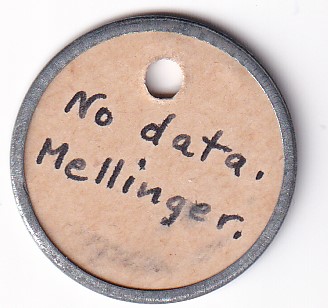 No data.
Mellinger.